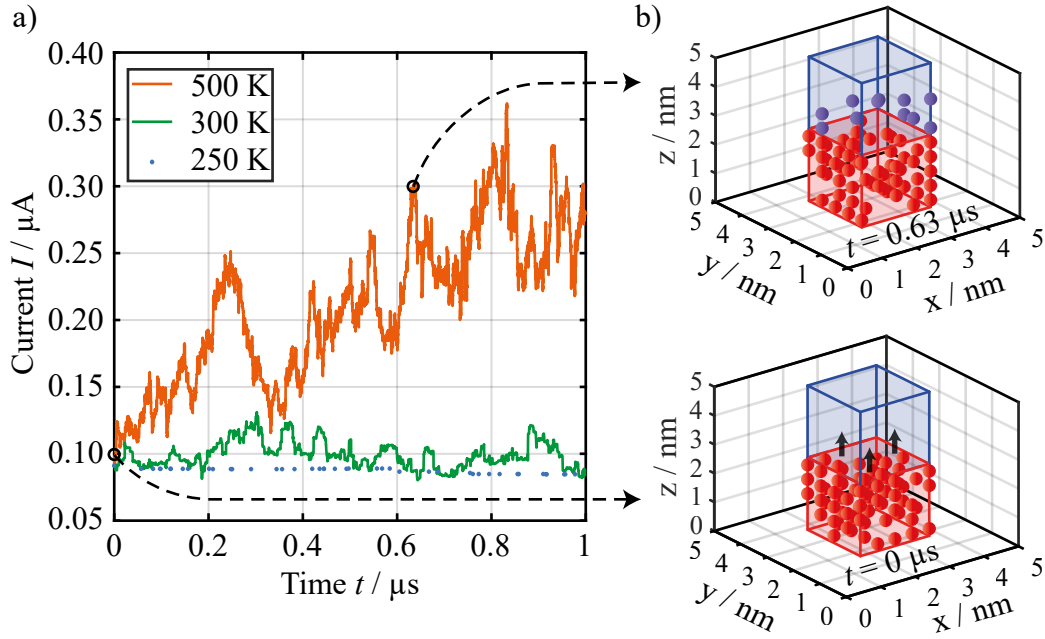 a)
0.40
0.35
0.30
0.25
0.20
0.15
0.10
0.05
Current I / µA
500 K
300 K
250 K
0 0.2 0.4 0.6 0.8 1
Time t / µs
b)
5
4
3
2
1
0
z / nm
5 4 3 2 1 0
y / nm
0 1 2 3 4 5
x / nm
t = 0.63 µs
5
4
3
2
1
0
z / nm
5 4 3 2 1 0
y / nm
0 1 2 3 4 5
x / nm
t = 0 µs